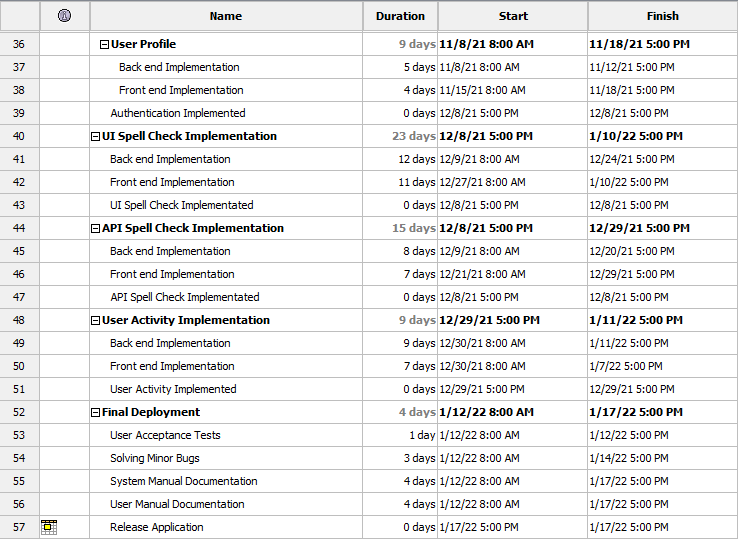 Name Duration Start Finish
36 User Profile 9 days 11/8/21 8:00 AM 11/18/21 5:00 PM
37 Back end Implementation 5 days 11/8/21 8:00 AM 11/12/21 5:00 PM
38 Front end Implementation 4 days 11/15/21 8:00 AM 11/18/21 5:00 PM
39 Authentication Implemented 0 days 12/8/21 5:00 PM 12/8/21 5:00 PM
40 UI Spell Check Implementation 23 days 12/8/21 5:00 PM 1/10/22 5:00 PM
41 Back end Implementation 12 days 12/9/21 8:00 AM 12/24/21 5:00 PM
42 Front end Implementation 11 days 12/27/21 8:00 AM 1/10/22 5:00 PM
43 UI Spell Check Implementated 0 days 12/8/21 5:00 PM 12/8/21 5:00 PM
44 API Spell Check Implementation 15 days 12/8/21 5:00 PM 12/29/21 5:00 PM
45 Back end Implementation 8 days 12/9/21 8:00 AM 12/20/21 5:00 PM
46 Front end Implementation 7 days 12/21/21 8:00 AM 12/29/21 5:00 PM
47 API Spell Check Implementated 0 days 12/8/21 5:00 PM 12/8/21 5:00 PM
48 User Activity Implementation 9 days 12/29/21 5:00 PM 1/11/22 5:00 PM
49 Back end Implementation 9 days 12/30/21 8:00 AM 1/11/22 5:00 PM
50 Front end Implementation 7 days 12/30/21 8:00 AM 1/7/22 5:00 PM
51 User Activity Implemented 0 days 12/29/21 5:00 PM 12/29/21 5:00 PM
52 Final Deployment 4 days 1/12/22 8:00 AM 1/17/22 5:00 PM
53 User Acceptance Tests 1 day 1/12/22 8:00 AM 1/12/22 5:00 PM
54 Solving Minor Bugs 3 days 1/12/22 8:00 AM 1/14/22 5:00 PM
55 System Manual Documentation 4 days 1/12/22 8:00 AM 1/17/22 5:00 PM
56 User Manual Documentation 4 days 1/12/22 8:00 AM 1/17/22 5:00 PM
57 Release Application 0 days 1/17/22 5:00 PM 1/17/22 5:00 PM